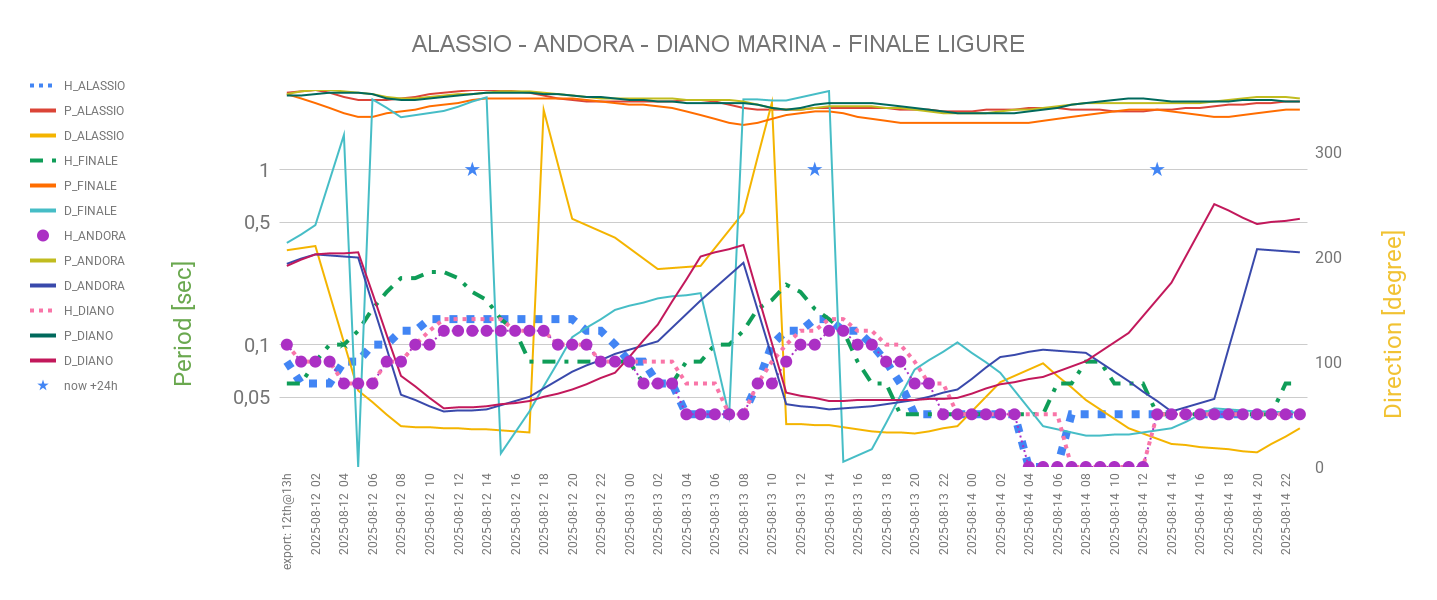 ALASSIO - ANDORA - DIANO MARINA - FINALE LIGURE
H_ALASSIO
P_ALASSIO
D_ALASSIO
H_FINALE
P_FINALE
D_FINALE
H_ANDORA
P_ANDORA
D_ANDORA
H_DIANO
P_DIANO
D_DIANO
now +24h
Period [sec]
1
0,5
0,1
0,05
300
200
100
0
Direction [degree]
export: 12th@13h
2025-08-12 02
2025-08-12 04
2025-08-12 06
2025-08-12 08
2025-08-12 10
2025-08-12 12
2025-08-12 14
2025-08-12 16
2025-08-12 18
2025-08-12 20
2025-08-12 22
2025-08-13 00
2025-08-13 02
2025-08-13 04
2025-08-13 06
2025-08-13 08
2025-08-13 10
2025-08-13 12
2025-08-13 14
2025-08-13 16
2025-08-13 18
2025-08-13 20
2025-08-13 22
2025-08-14 00
2025-08-14 02
2025-08-14 04
2025-08-14 06
2025-08-14 08
2025-08-14 10
2025-08-14 12
2025-08-14 14
2025-08-14 16
2025-08-14 18
2025-08-14 20
2025-08-14 22